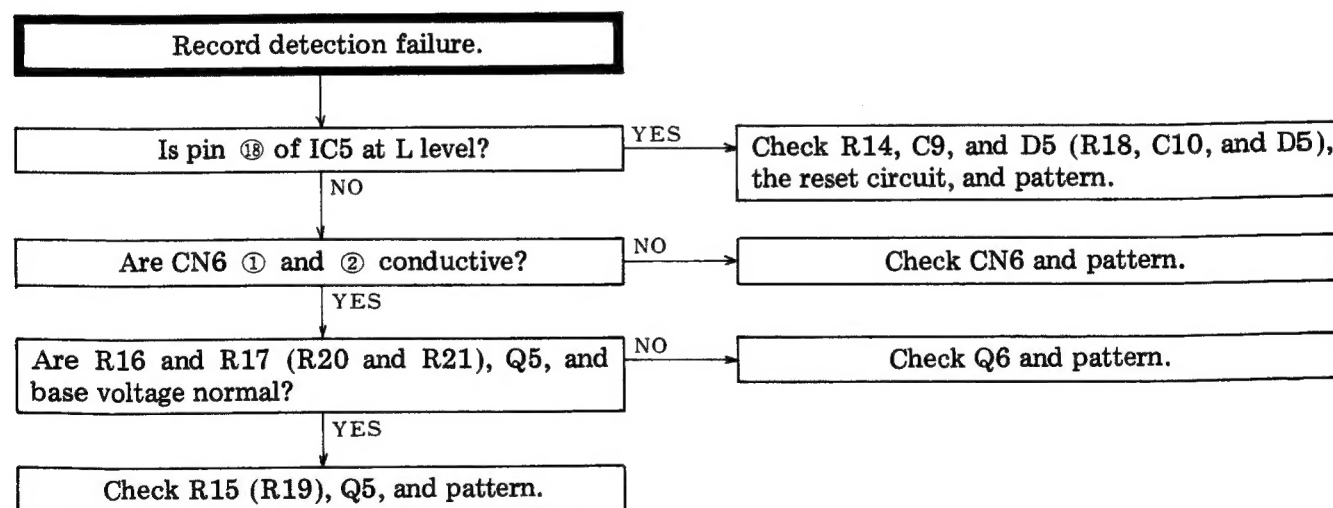 Record detection failure.
Is pin ⑱ of IC5 at L level?
YES
Check R14, C9, and D5 (R18, C10, and D5),
the reset circuit, and pattern.
NO
Are CN6 ① and ② conductive?
NO
Check CN6 and pattern.
YES
Are R16 and R17 (R20 and R21), Q5, and
base voltage normal?
NO
Check Q6 and pattern.
YES
Check R15 (R19), Q5, and pattern.